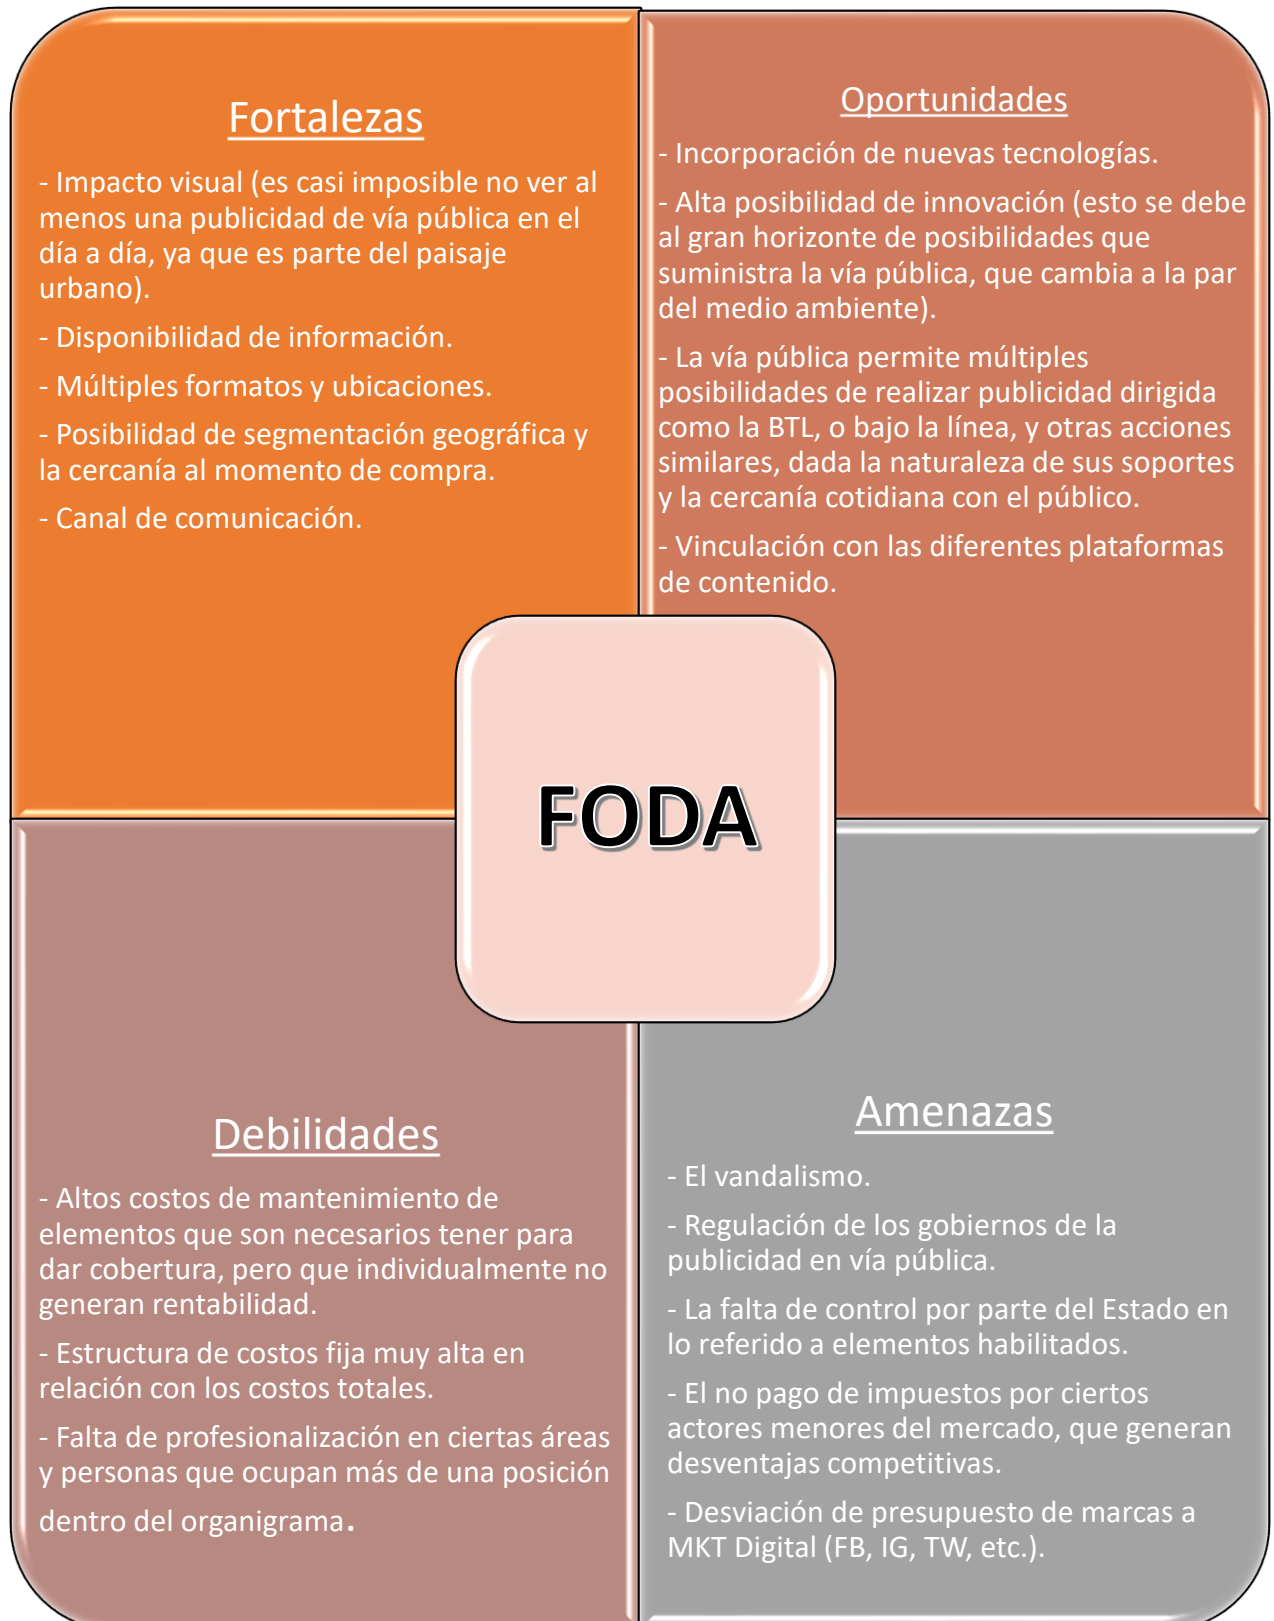 Fortalezas
- Impacto visual (es casi imposible no ver al
menos una publicidad de vía pública en el
día a día, ya que es parte del paisaje
urbano).
- Disponibilidad de información.
- Múltiples formatos y ubicaciones.
- Posibilidad de segmentación geográfica y
la cercanía al momento de compra.
- Canal de comunicación.
Oportunidades
- Incorporación de nuevas tecnologías.
- Alta posibilidad de innovación (esto se debe
al gran horizonte de posibilidades que
suministra la vía pública, que cambia a la par
del medio ambiente).
- La vía pública permite múltiples
posibilidades de realizar publicidad dirigida
como la BTL, o bajo la línea, y otras acciones
similares, dada la naturaleza de sus soportes
y la cercanía cotidiana con el público.
- Vinculación con las diferentes plataformas
de contenido.
FODA
Debilidades
- Altos costos de mantenimiento de
elementos que son necesarios tener para
dar cobertura, pero que individualmente no
generan rentabilidad.
- Estructura de costos fija muy alta en
relación con los costos totales.
- Falta de profesionalización en ciertas áreas
y personas que ocupan más de una posición
dentro del organigrama.
Amenazas
- El vandalismo.
- Regulación de los gobiernos de la
publicidad en vía pública.
- La falta de control por parte del Estado en
lo referido a elementos habilitados.
- El no pago de impuestos por ciertos
actores menores del mercado, que generan
desventajas competitivas.
- Desviación de presupuesto de marcas a
MKT Digital (FB, IG, TW, etc.).